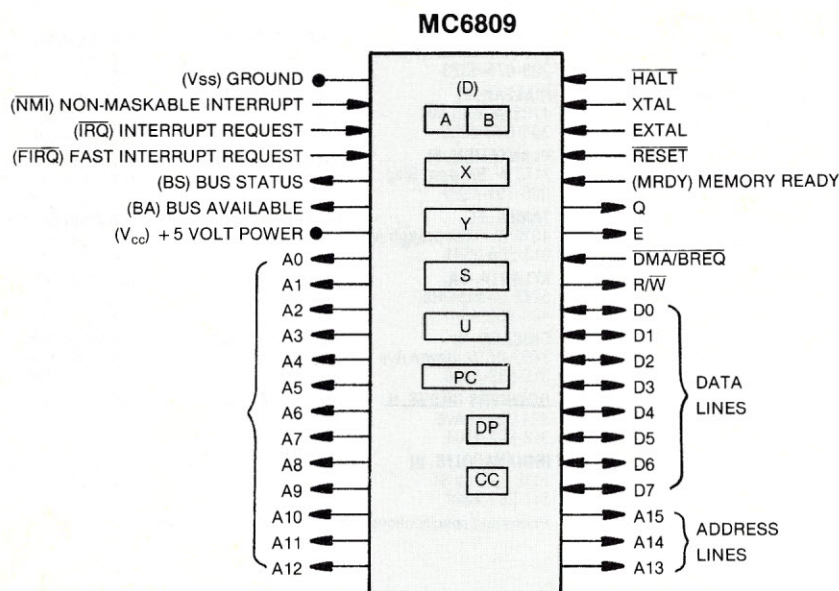 MC6809
(Vss) GROUND
(NMI) NON-MASKABLE INTERRUPT
(IRQ) INTERRUPT REQUEST
(FIRQ) FAST INTERRUPT REQUEST
(BS) BUS STATUS
(BA) BUS AVAILABLE
(Vcc) +5 VOLT POWER
A0
A1
A2
A3
A4
A5
A6
A7
A8
A9
A10
A11
A12
(D)
A B
X
Y
S
U
PC
DP
CC
HALT
XTAL
EXTAL
RESET
(MRDY) MEMORY READY
Q
E
DMA/BREQ
R/W
D0
D1
D2
D3
D4
D5
D6
D7
DATA
LINES
A15
A14
A13
ADDRESS
LINES